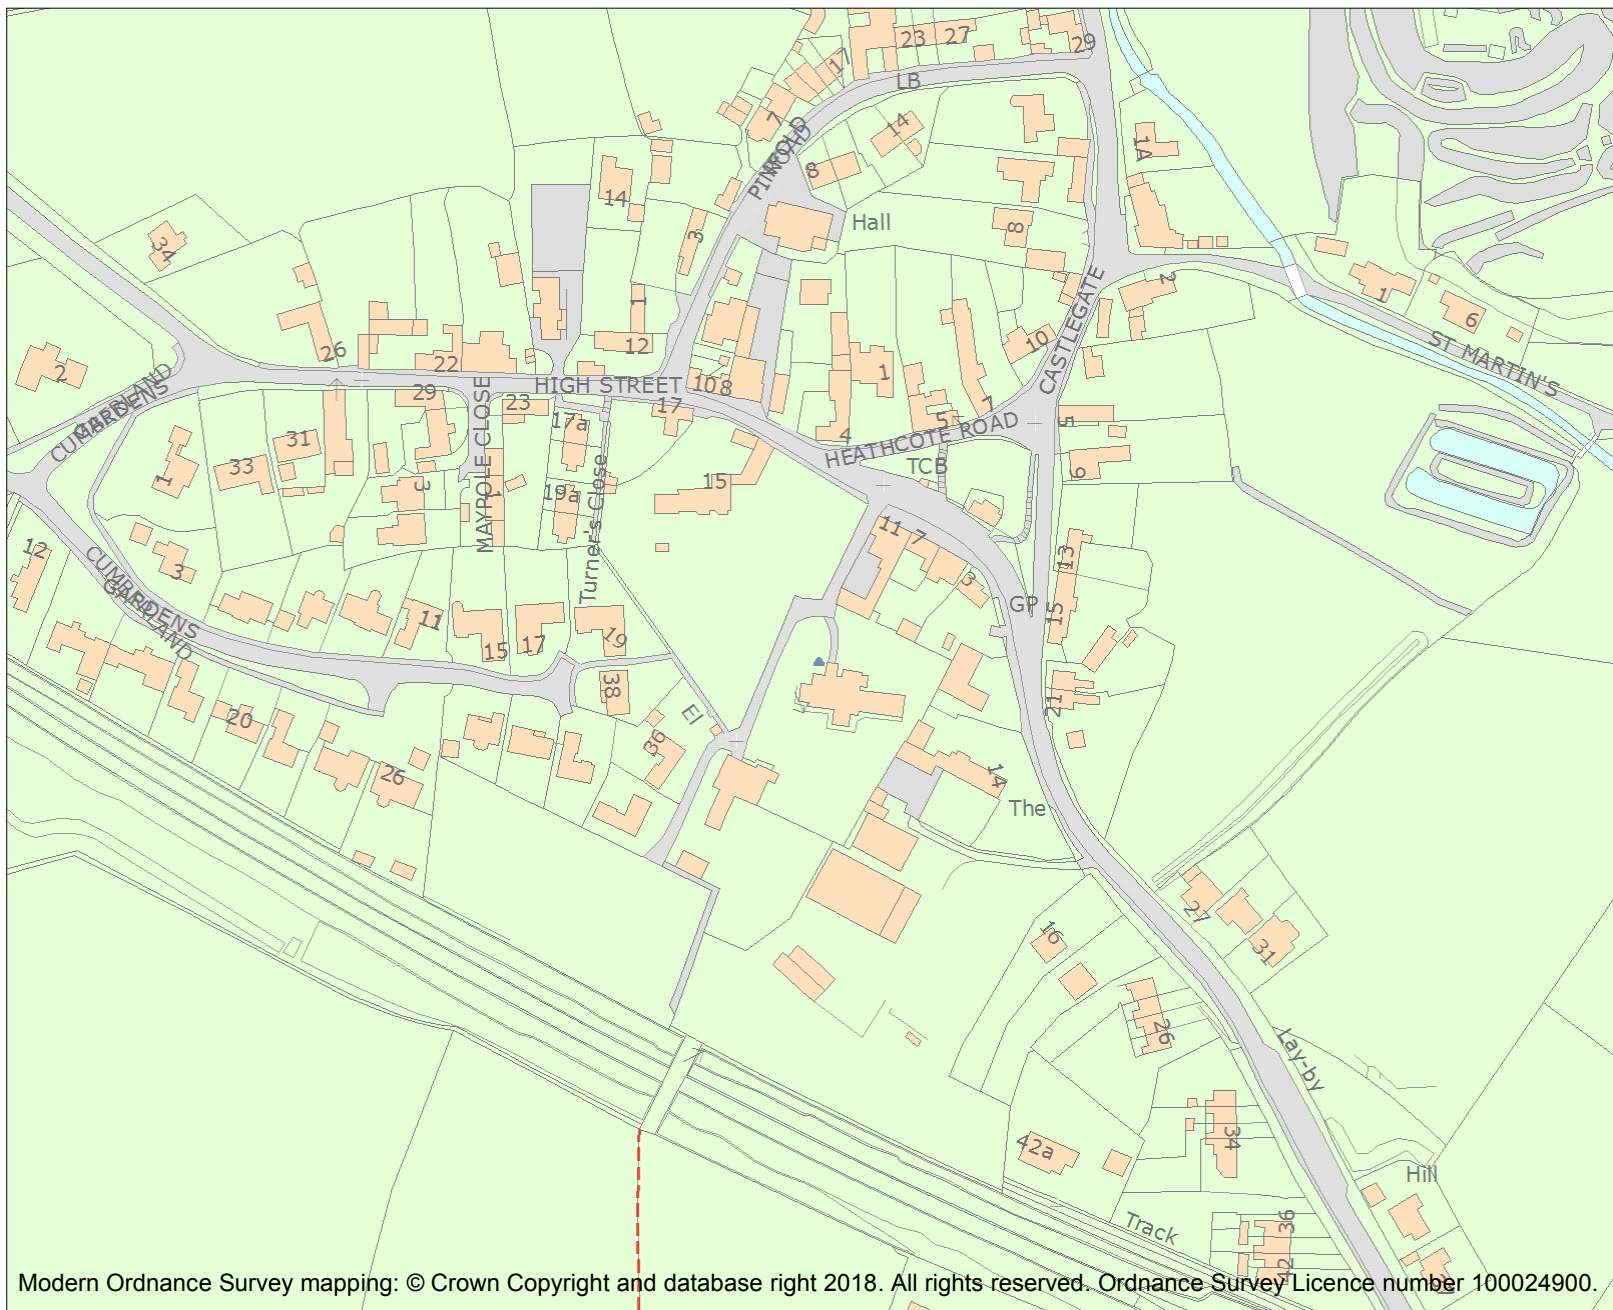 23
27
29
17
LB
7
14
1A
PINFOLD
ROAD
8
14
3
Hall
8
34
CASTLEGATE
2
1
1
6
26
12
10
ST MARTIN'S
2
22
1
CUMBERLAND
GARDENS
29
HIGH STREET
10
8
23
17
7
17a
5
5
4
HEATHCOTE ROAD
31
33
TCB
1
3
MAYPOLE CLOSE
1
19a
Turner's Close
15
9
11
7
12
3
13
3
CUMBERLAND
GARDENS
GP
15
11
15
17
19
38
21
20
El
36
26
14
The
27
16
31
26
Lay-by
34
42a
Hill
Track
36
42
Modern Ordnance Survey mapping: © Crown Copyright and database right 2018. All rights reserved. Ordnance Survey Licence number 100024900.